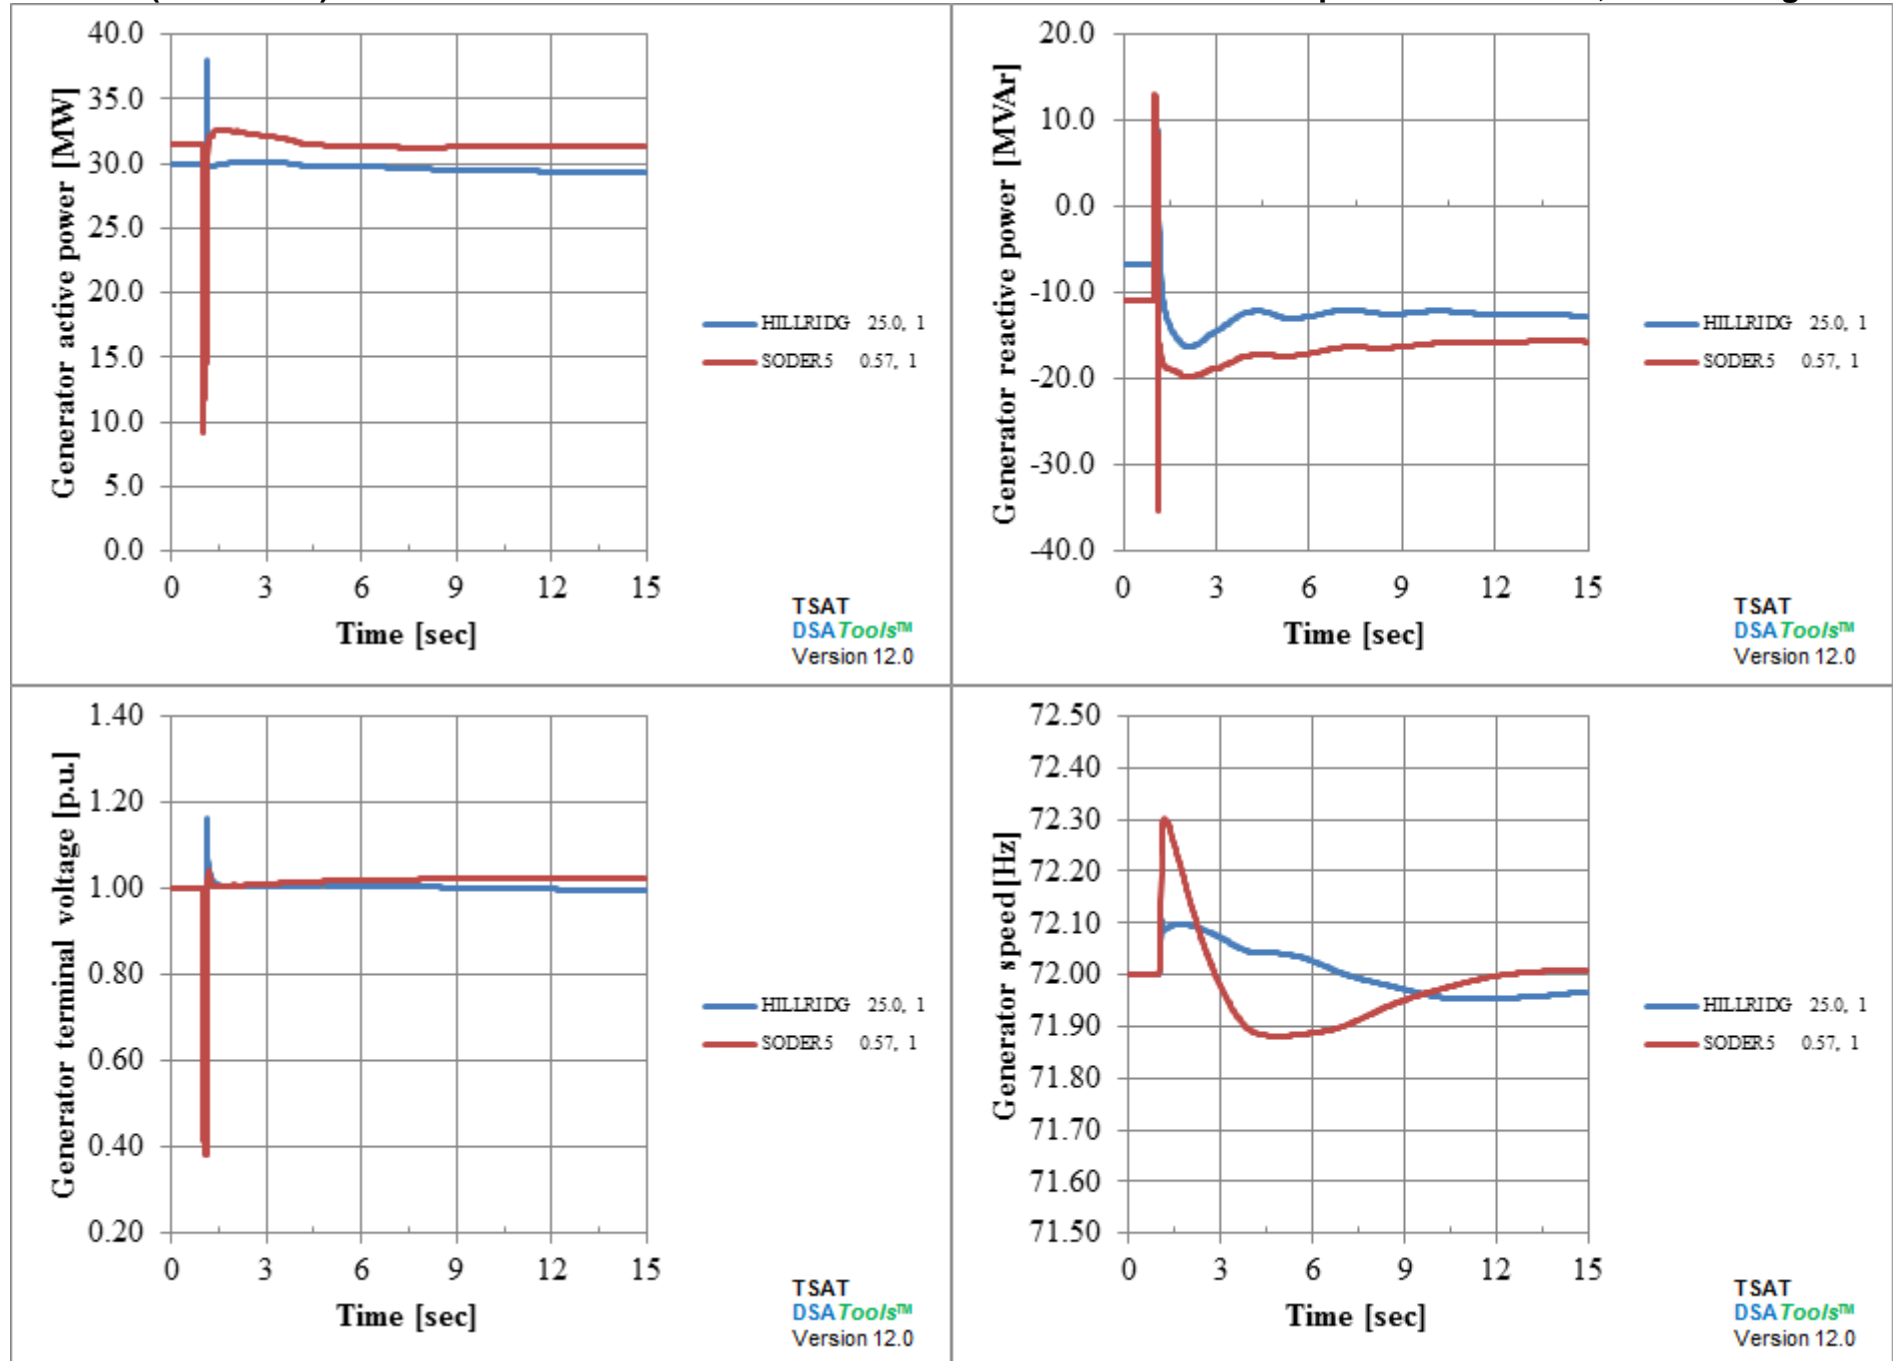 40.0
35.0
30.0
25.0
20.0
15.0
10.0
5.0
0.0
0 3 6 9 12 15
Generator active power [MW]
Time [sec]
HILLRIDG 25.0, 1
SODER5 0.57, 1
TSAT
DSATools™
Version 12.0
20.0
10.0
0.0
-10.0
-20.0
-30.0
-40.0
0 3 6 9 12 15
Generator reactive power [MVAr]
Time [sec]
HILLRIDG 25.0, 1
SODER5 0.57, 1
TSAT
DSATools™
Version 12.0
1.40
1.20
1.00
0.80
0.60
0.40
0.20
0 3 6 9 12 15
Generator terminal voltage [p.u.]
Time [sec]
HILLRIDG 25.0, 1
SODER5 0.57, 1
TSAT
DSATools™
Version 12.0
72.50
72.40
72.30
72.20
72.10
72.00
71.90
71.80
71.70
71.60
71.50
0 3 6 9 12 15
Generator speed [Hz]
Time [sec]
HILLRIDG 25.0, 1
SODER5 0.57, 1
TSAT
DSATools™
Version 12.0